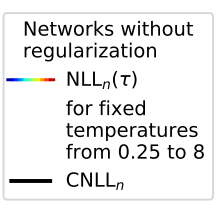 Networks without
regularization
NLLₙ(τ)
for fixed
temperatures
from 0.25 to 8
CNLLₙ